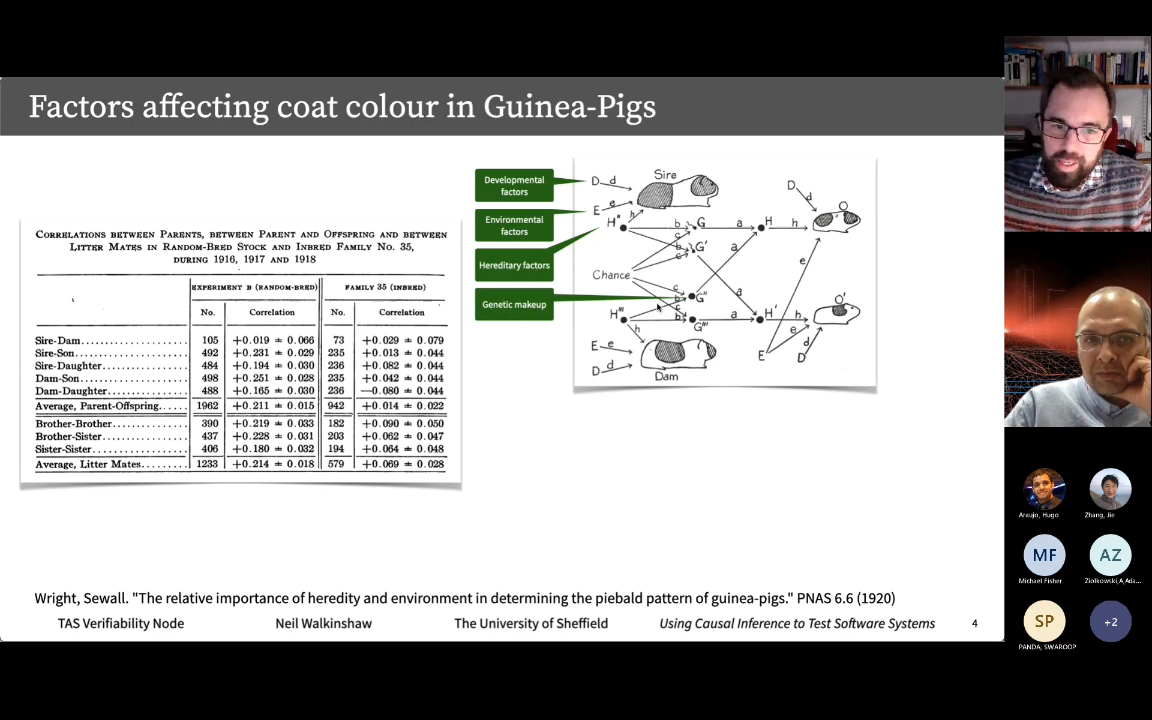 Factors affecting coat colour in Guinea-Pigs
CORRELATIONS BETWEEN PARENTS, BETWEEN PARENT AND OFFSPRING AND BETWEEN
LITTER MATES IN RANDOM-BRED STOCK AND INBRED FAMILY No. 35,
DURING 1916, 1917 AND 1918
EXPERIMENT B (RANDOM-BRED) FAMILY 35 (INBRED)
No. Correlation No. Correlation
Sire-Dam 105 +0.019 ± 0.066 73 +0.029 ± 0.079
Sire-Son 492 +0.231 ± 0.029 235 +0.013 ± 0.044
Sire-Daughter 484 +0.194 ± 0.030 236 +0.082 ± 0.044
Dam-Son 498 +0.251 ± 0.028 235 +0.042 ± 0.044
Dam-Daughter 488 +0.165 ± 0.030 236 —0.080 ± 0.044
Average, Parent-Offspring 1962 +0.211 ± 0.015 942 +0.014 ± 0.022
Brother-Brother 390 +0.219 ± 0.033 182 +0.090 ± 0.050
Brother-Sister 437 +0.228 ± 0.031 203 +0.062 ± 0.047
Sister-Sister 406 +0.180 ± 0.032 194 +0.064 ± 0.048
Average, Litter Mates 1233 +0.214 ± 0.018 579 +0.069 ± 0.028
Developmental
factors
Environmental
factors
Hereditary factors
Genetic makeup
Sire
D d
E e
H" h
b G a H h
D d O
G'
Chance
a
e
c
G" a
H''' b G''' a H' h O'
h
E e
D d
Dam
E e D d
Wright, Sewall. "The relative importance of heredity and environment in determining the piebald pattern of guinea-pigs." PNAS 6.6 (1920)
TAS Verifiability Node Neil Walkinshaw The University of Sheffield Using Causal Inference to Test Software Systems 4
Araujo, Hugo Zhang, Jie
MF AZ
Michael Fisher Ziolkowski,A,Ada...
SP +2
PANDA, SWAROOP